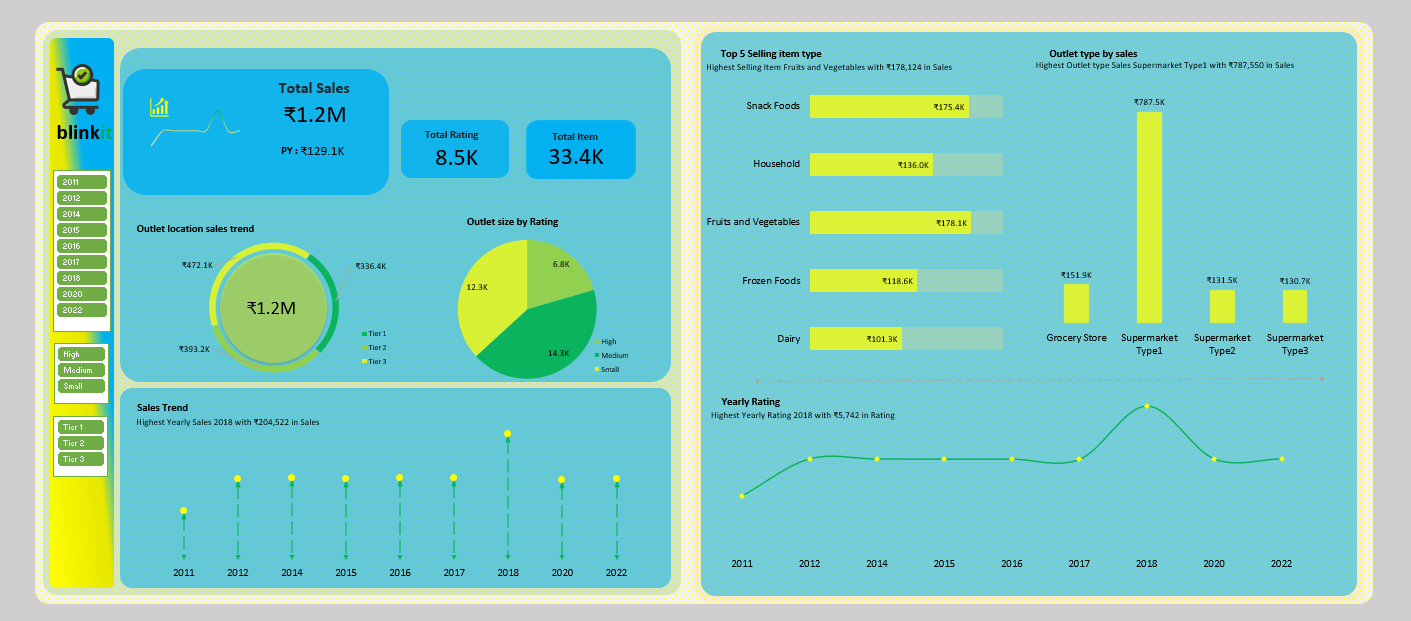 blinkit
2011
2012
2014
2015
2016
2017
2018
2020
2022
High
Medium
Small
Tier 1
Tier 2
Tier 3
Total Sales
₹1.2M
PY : ₹129.1K
Total Rating
8.5K
Total Item
33.4K
Outlet location sales trend
₹472.1K
₹336.4K
₹1.2M
₹393.2K
Tier 1
Tier 2
Tier 3
Outlet size by Rating
6.8K
12.3K
14.3K
High
Medium
Small
Sales Trend
Highest Yearly Sales 2018 with ₹204,522 in Sales
2011 2012 2014 2015 2016 2017 2018 2020 2022
Top 5 Selling item type
Highest Selling Item Fruits and Vegetables with ₹178,124 in Sales
Snack Foods ₹175.4K
Household ₹136.0K
Fruits and Vegetables ₹178.1K
Frozen Foods ₹118.6K
Dairy ₹101.3K
Outlet type by sales
Highest Outlet type Sales Supermarket Type1 with ₹787,550 in Sales
₹787.5K
₹151.9K
₹131.5K
₹130.7K
Grocery Store
Supermarket
Type1
Supermarket
Type2
Supermarket
Type3
Yearly Rating
Highest Yearly Rating 2018 with ₹5,742 in Rating
2011 2012 2014 2015 2016 2017 2018 2020 2022